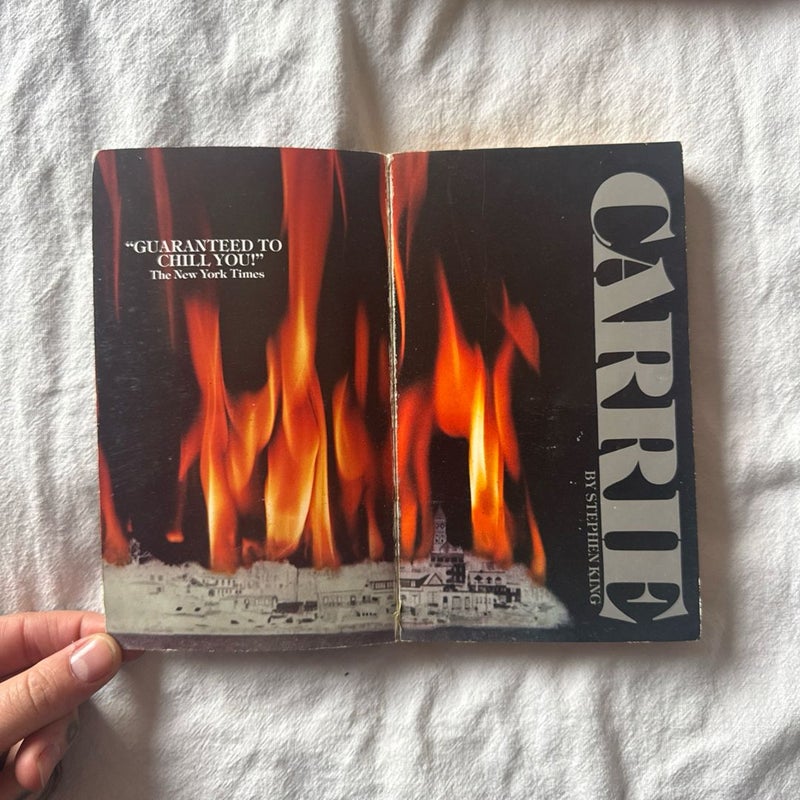 “GUARANTEED TO
CHILL YOU!”
The New York Times
CARRIE
BY STEPHEN KING